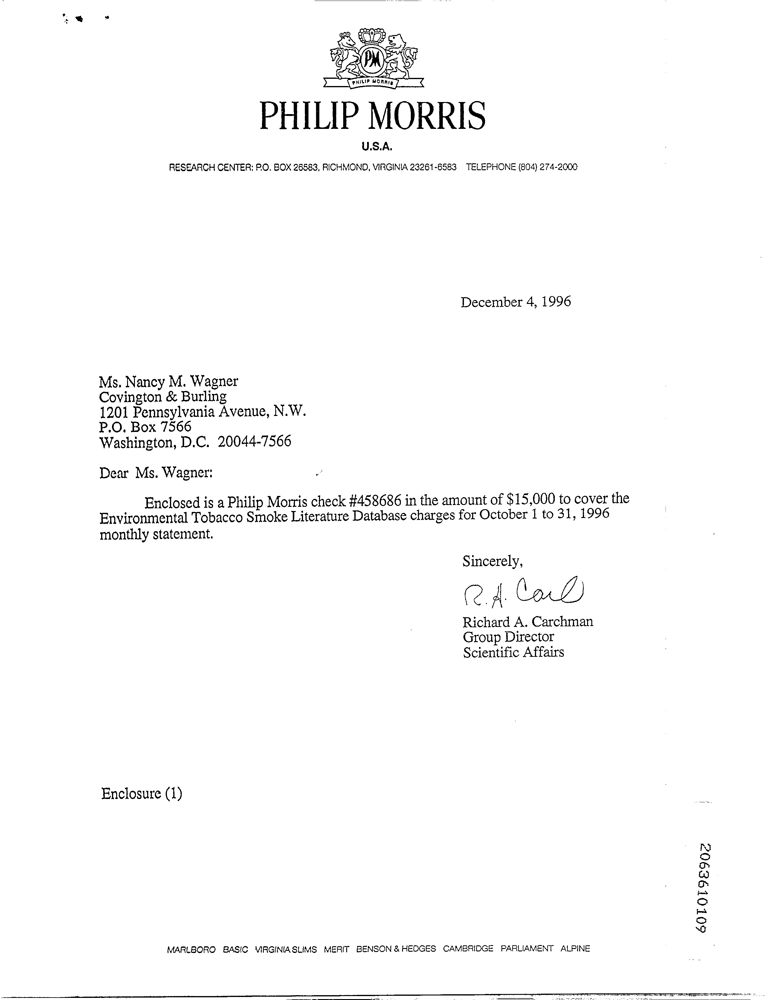 PM
PHILIP MORRIS
PHILIP MORRIS
U.S.A.
RESEARCH CENTER: P.O. BOX 26583, RICHMOND, VIRGINIA 23261-6583 TELEPHONE (804) 274-2000
December 4, 1996
Ms. Nancy M. Wagner
Covington & Burling
1201 Pennsylvania Avenue, N.W.
P.O. Box 7566
Washington, D.C. 20044-7566
Dear Ms. Wagner:
Enclosed is a Philip Morris check #458686 in the amount of $15,000 to cover the
Environmental Tobacco Smoke Literature Database charges for October 1 to 31, 1996
monthly statement.
Sincerely,
R.A. Carl
Richard A. Carchman
Group Director
Scientific Affairs
Enclosure (1)
2063610109
MARLBORO BASIC VIRGINIA SLIMS MERIT BENSON & HEDGES CAMBRIDGE PARLIAMENT ALPINE